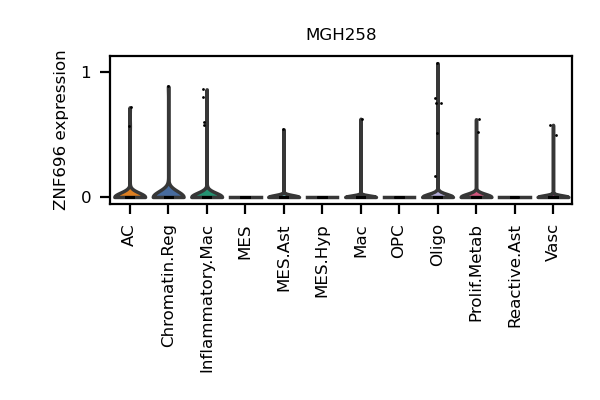 MGH258
ZNF696 expression
1
0
AC
Chromatin.Reg
Inflammatory.Mac
MES
MES.Ast
MES.Hyp
Mac
OPC
Oligo
Prolif.Metab
Reactive.Ast
Vasc